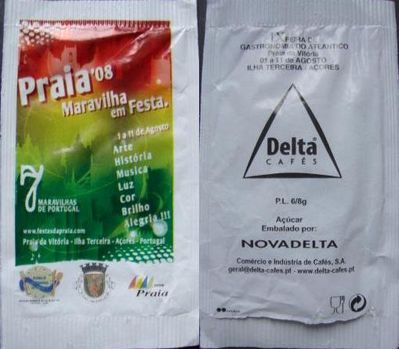 Praia'08
Maravilha
em Festa.
1 a 11 de Agosto
Arte
História
Musica
Luz
Cor
Brilho
Alegria !!!
7
MARAVILHAS
DE PORTUGAL
www.festasdapraia.com
Praia da Vitória - Ilha Terceira - Açores - Portugal
Praia
FEIRA DE
GASTRONOMIA DO ATLANTICO
Praia da Vitória
01 a 11 de AGOSTO
ILHA TERCEIRA / AÇORES
Delta®
CAFÉS
P.L. 6/8g
Açúcar
Embalado por:
NOVADELTA
Comércio e Indústria de Cafés, S.A.
geral@delta-cafes.pt - www.delta-cafes.pt